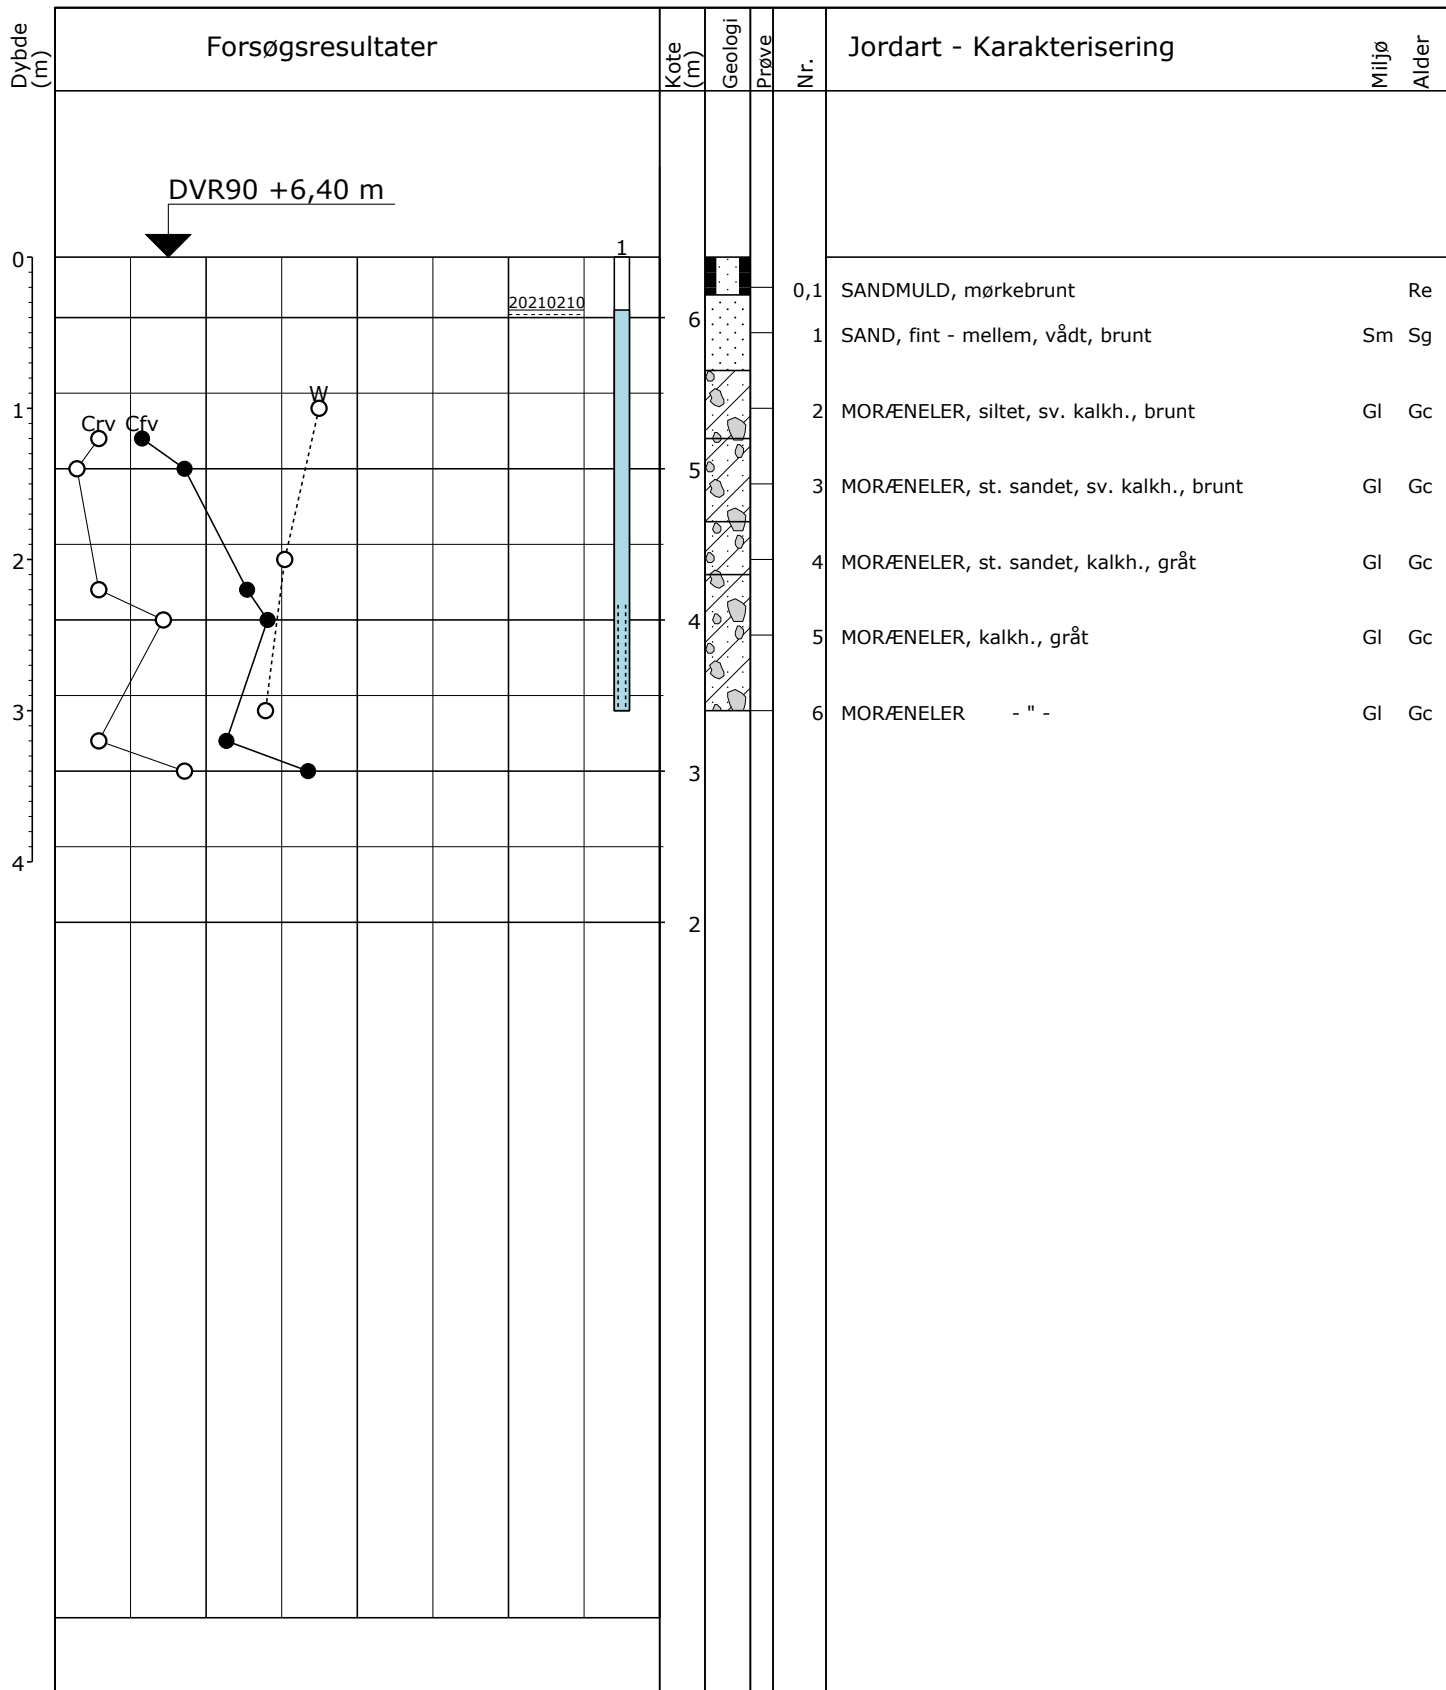 Dybde (m)
Forsøgsresultater
Kote (m)
Geologi
Prøve
Nr.
Jordart - Karakterisering
Miljø
Alder
DVR90 +6,40 m
0
1
20210210
0,1 SANDMULD, mørkebrunt Re
6
1 SAND, fint - mellem, vådt, brunt Sm Sg
W
1
2 MORÆNELER, siltet, sv. kalkh., brunt Gl Gc
Crv Cfv
5
3 MORÆNELER, st. sandet, sv. kalkh., brunt Gl Gc
2
4 MORÆNELER, st. sandet, kalkh., gråt Gl Gc
4
5 MORÆNELER, kalkh., gråt Gl Gc
3
6 MORÆNELER - " - Gl Gc
3
4
2